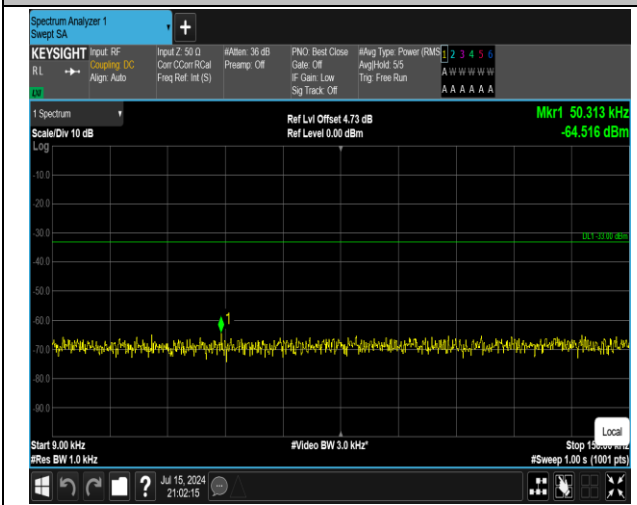 Spectrum Analyzer 1
Swept SA
+
KEYSIGHT
RL
Input: RF
Coupling: DC
Align: Auto
Input Z: 50 Ω
Corr CCorr RCal
Freq Ref: Int (S)
#Atten: 36 dB
Preamp: Off
PNO: Best Close
Gate: Off
IF Gain: Low
Sig Track: Off
#Avg Type: Power (RMS
Avg|Hold: 5/5
Trig: Free Run
1 2 3 4 5 6
A W W W W W
A A A A A A
1 Spectrum
Scale/Div 10 dB
Log
Ref Lvl Offset 4.73 dB
Ref Level 0.00 dBm
Mkr1 50.313 kHz
-64.516 dBm
-10.0
-20.0
-30.0
DL1 -33.00 dBm
-40.0
-50.0
-60.0
1
-70.0
-80.0
-90.0
Local
Start 9.00 kHz
#Res BW 1.0 kHz
#Video BW 3.0 kHz*
Stop
#Sweep 1.00 s (1001 pts)
?
Jul 15, 2024
21:02:15